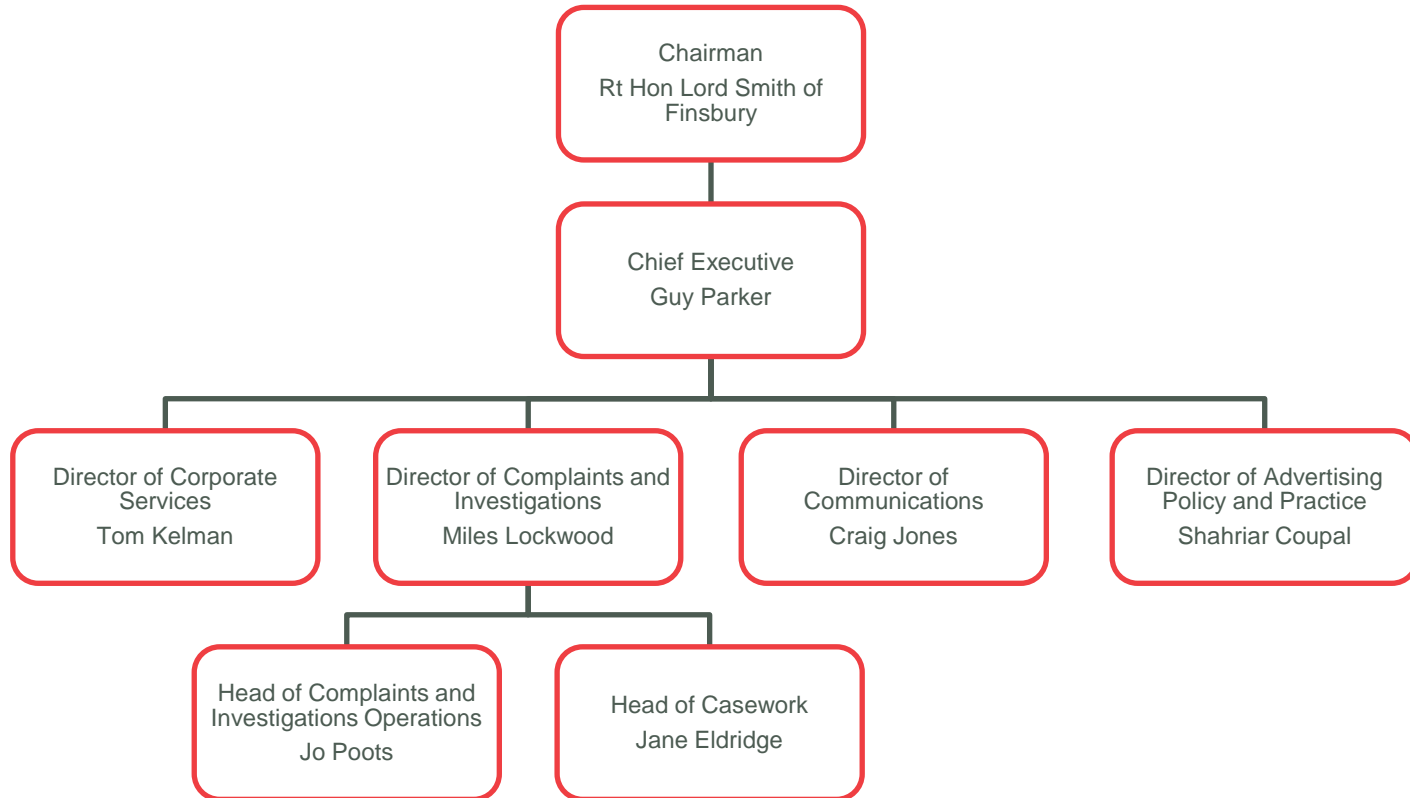 Chairman
Rt Hon Lord Smith of
Finsbury
Chief Executive
Guy Parker
Director of Corporate
Services
Tom Kelman
Director of Complaints and
Investigations
Miles Lockwood
Director of
Communications
Craig Jones
Director of Advertising
Policy and Practice
Shahriar Coupal
Head of Complaints and
Investigations Operations
Jo Poots
Head of Casework
Jane Eldridge